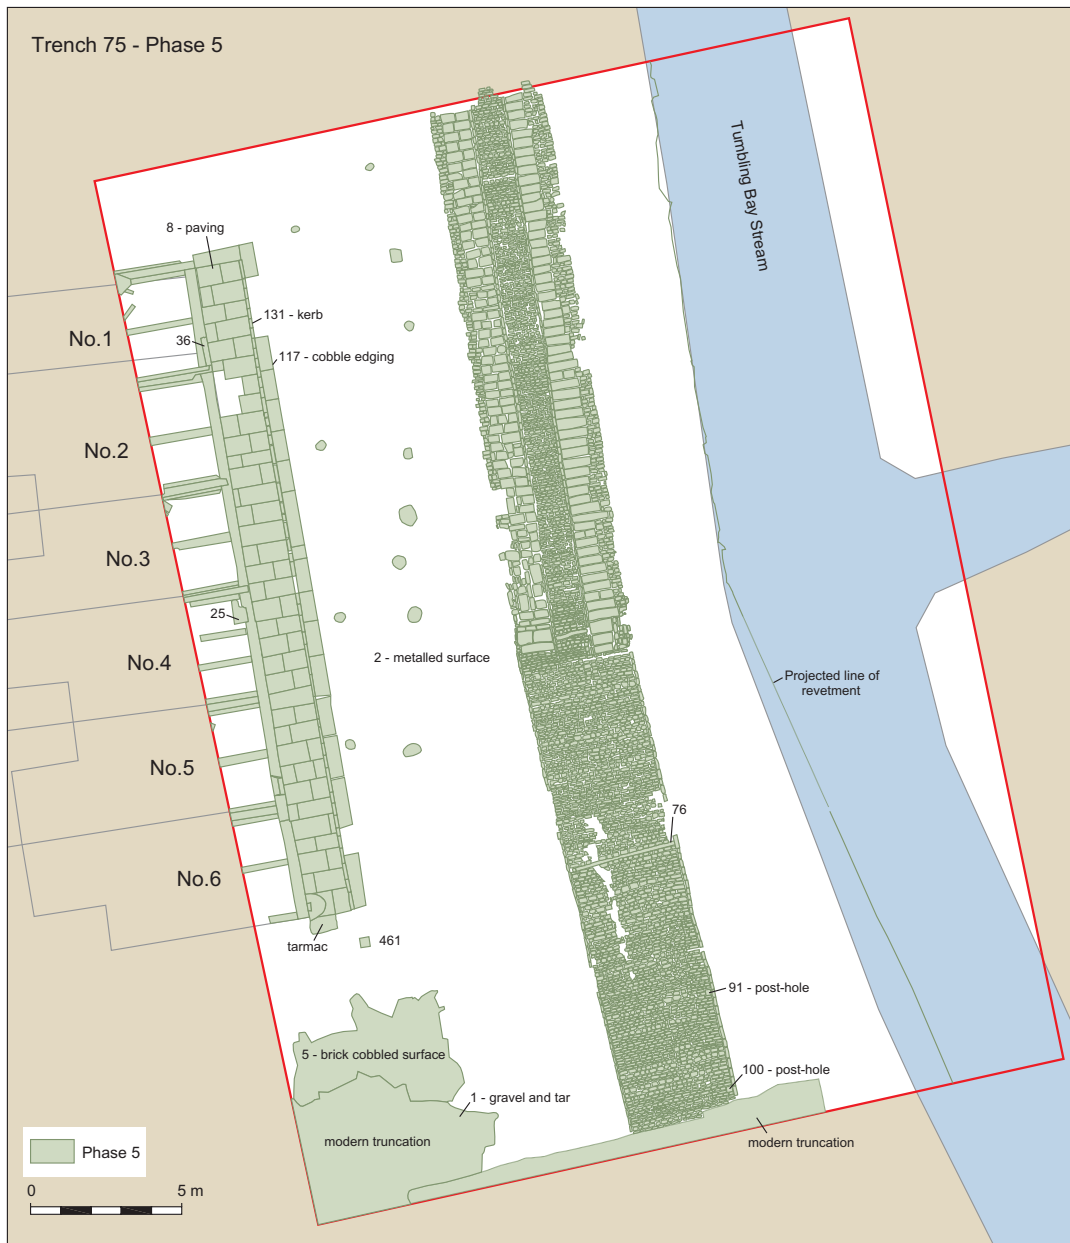 Trench 75 - Phase 5
Tumbling Bay Stream
8 - paving
131 - kerb
No.1
36
117 - cobble edging
No.2
No.3
25
No.4
2 - metalled surface
Projected line of
revetment
No.5
76
No.6
tarmac
461
91 - post-hole
5 - brick cobbled surface
100 - post-hole
1 - gravel and tar
modern truncation
modern truncation
Phase 5
0 5 m